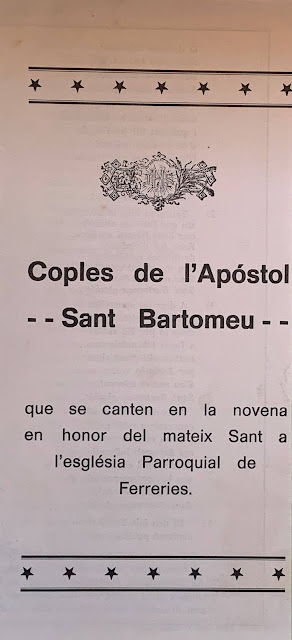 Coples de l'Apóstol
-- Sant Bartomeu --
que se canten en la novena
en honor del mateix Sant a
l'església Parroquial de
Ferreries.